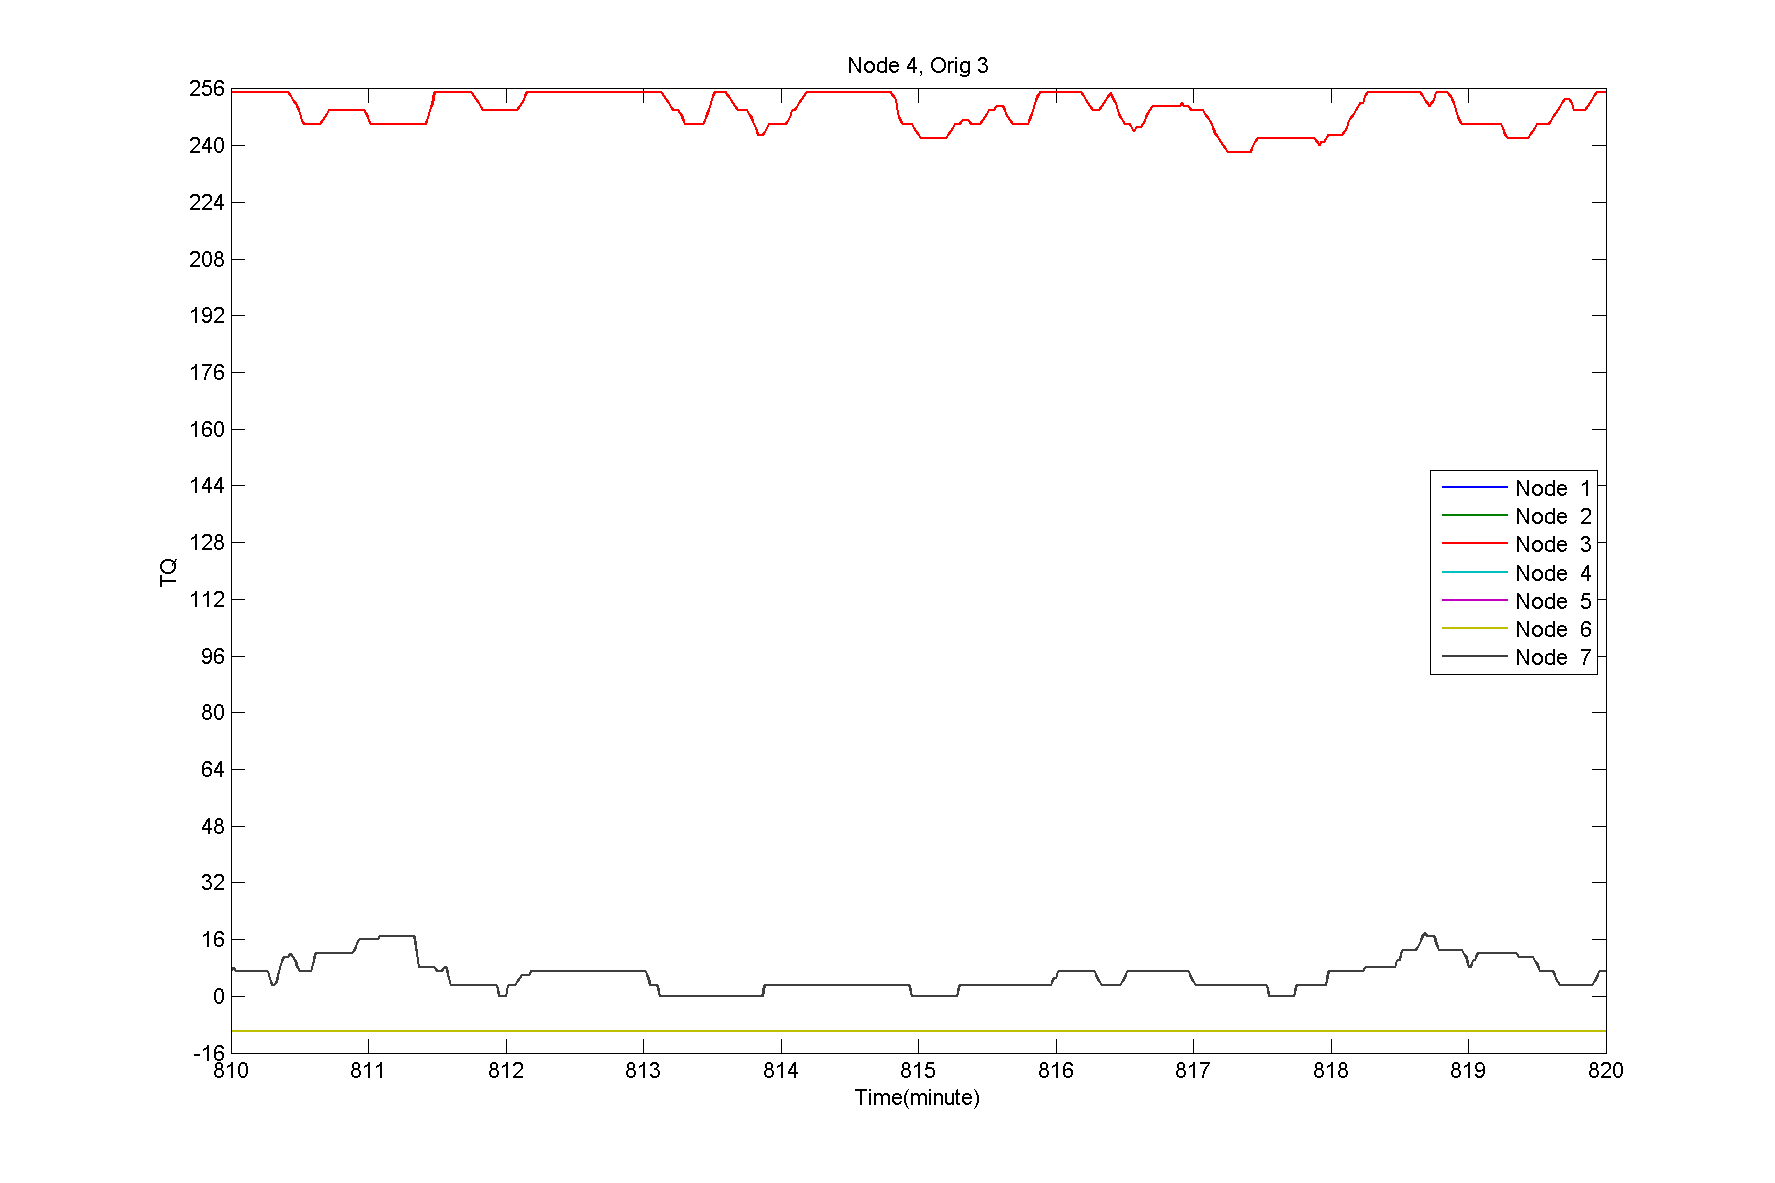 Node 4, Orig 3
256
240
224
208
192
176
160
144
128
112
96
80
64
48
32
16
0
-16
TQ
Node 1
Node 2
Node 3
Node 4
Node 5
Node 6
Node 7
810 811 812 813 814 815 816 817 818 819 820
Time(minute)